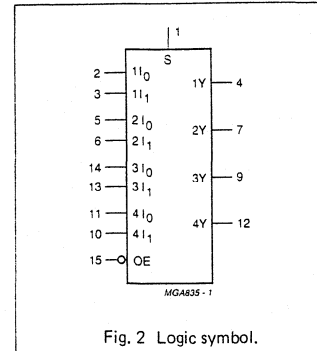 1
S
2 1I0 1Y 4
3 1I1
5 2I0 2Y 7
6 2I1
14 3I0 3Y 9
13 3I1
11 4I0 4Y 12
10 4I1
15 OE
MGA835 - 1
Fig. 2 Logic symbol.